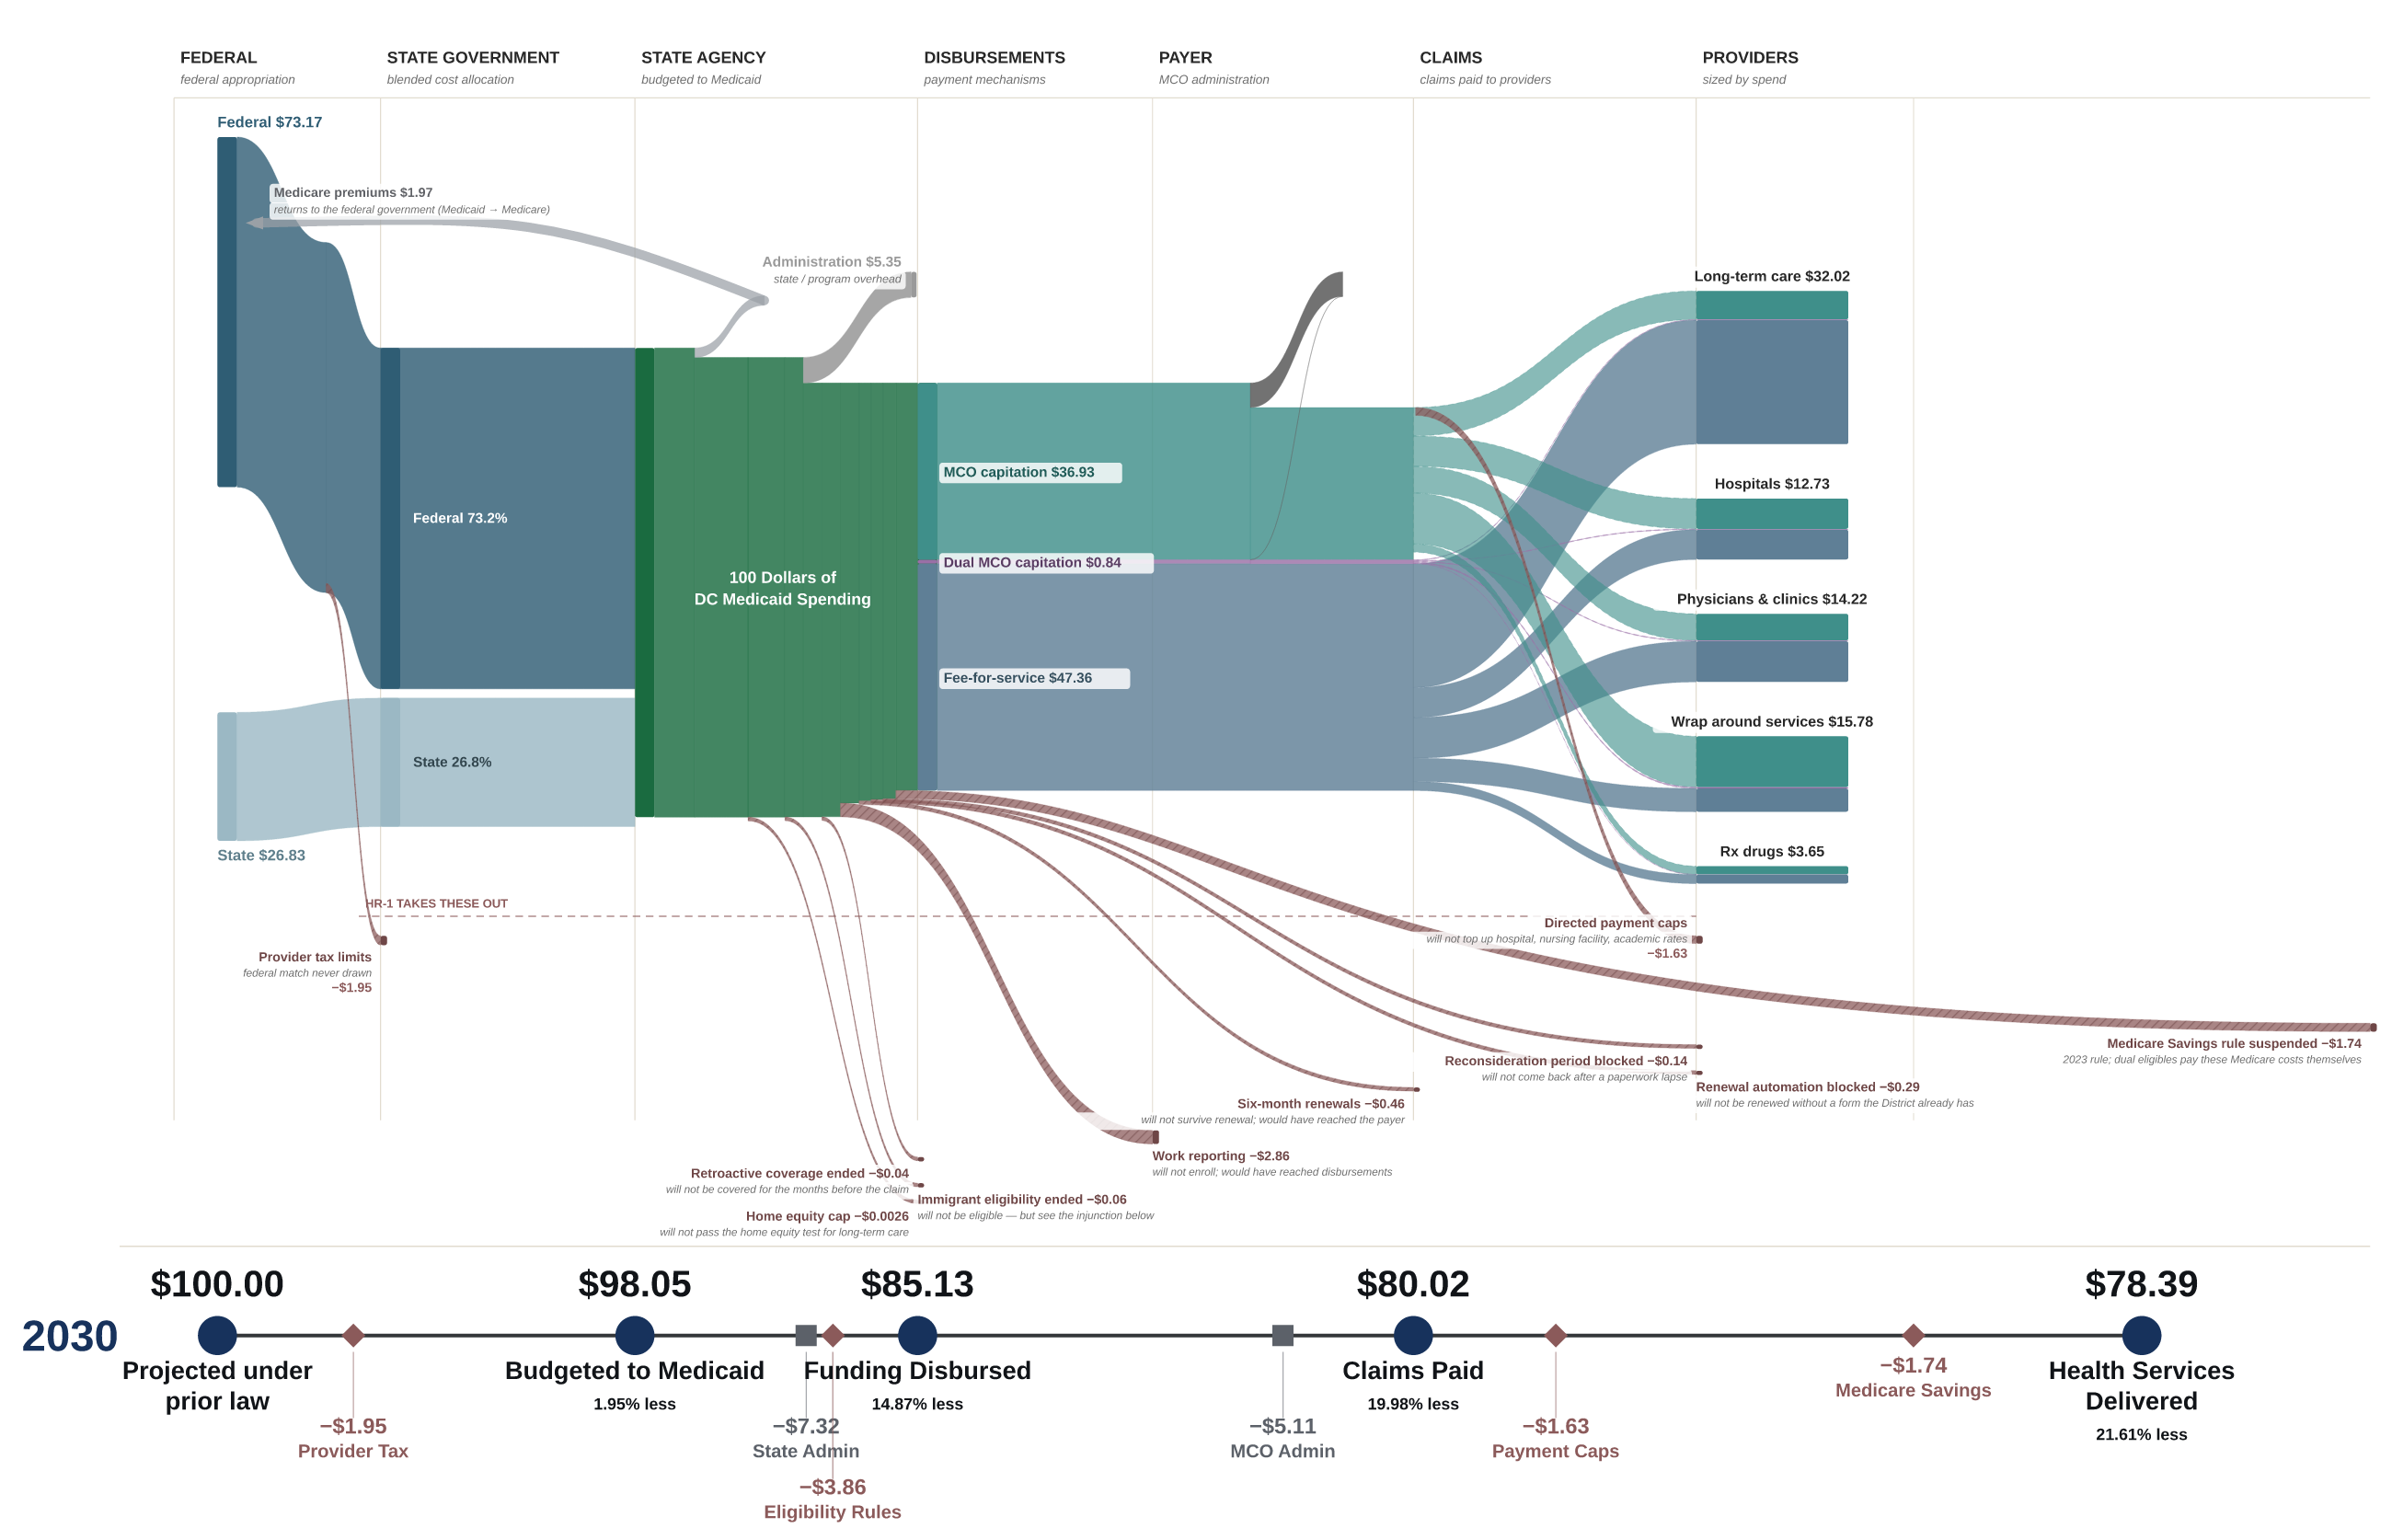 FEDERAL
federal appropriation
STATE GOVERNMENT
blended cost allocation
STATE AGENCY
budgeted to Medicaid
DISBURSEMENTS
payment mechanisms
PAYER
MCO administration
CLAIMS
claims paid to providers
PROVIDERS
sized by spend
Federal $73.17
Medicare premiums $1.97
returns to the federal government (Medicaid → Medicare)
Administration $5.35
state / program overhead
Long-term care $32.02
MCO capitation $36.93
Hospitals $12.73
Federal 73.2%
Dual MCO capitation $0.84
100 Dollars of
DC Medicaid Spending
Physicians & clinics $14.22
Fee-for-service $47.36
Wrap around services $15.78
State 26.8%
State $26.83
Rx drugs $3.65
HR-1 TAKES THESE OUT
Directed payment caps
will not top up hospital, nursing facility, academic rates
−$1.63
Provider tax limits
federal match never drawn
−$1.95
Medicare Savings rule suspended −$1.74
2023 rule; dual eligibles pay these Medicare costs themselves
Reconsideration period blocked −$0.14
will not come back after a paperwork lapse
Renewal automation blocked −$0.29
will not be renewed without a form the District already has
Six-month renewals −$0.46
will not survive renewal; would have reached the payer
Work reporting −$2.86
will not enroll; would have reached disbursements
Retroactive coverage ended −$0.04
will not be covered for the months before the claim
Immigrant eligibility ended −$0.06
will not be eligible — but see the injunction below
Home equity cap −$0.0026
will not pass the home equity test for long-term care
2030
$100.00
Projected under
prior law
−$1.95
Provider Tax
$98.05
Budgeted to Medicaid
1.95% less
−$7.32
State Admin
−$3.86
Eligibility Rules
$85.13
Funding Disbursed
14.87% less
−$5.11
MCO Admin
$80.02
Claims Paid
19.98% less
−$1.63
Payment Caps
−$1.74
Medicare Savings
$78.39
Health Services
Delivered
21.61% less